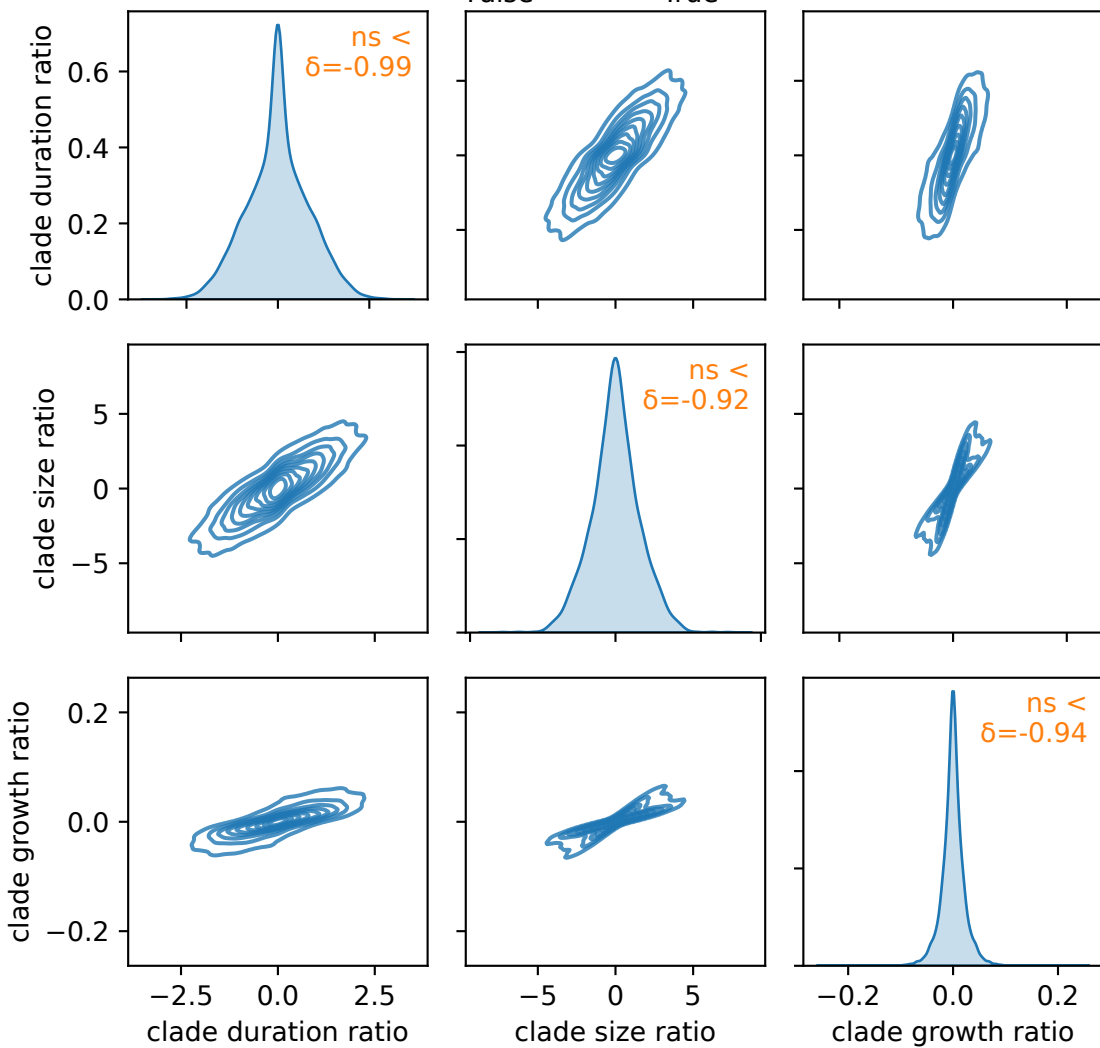 clade duration ratio
0.6
0.4
0.2
0.0
ns <
δ=-0.99
clade size ratio
5
0
−5
ns <
δ=-0.92
clade growth ratio
0.2
0.0
−0.2
ns <
δ=-0.94
−2.5 0.0 2.5
−5 0 5
−0.2 0.0 0.2
clade duration ratio
clade size ratio
clade growth ratio